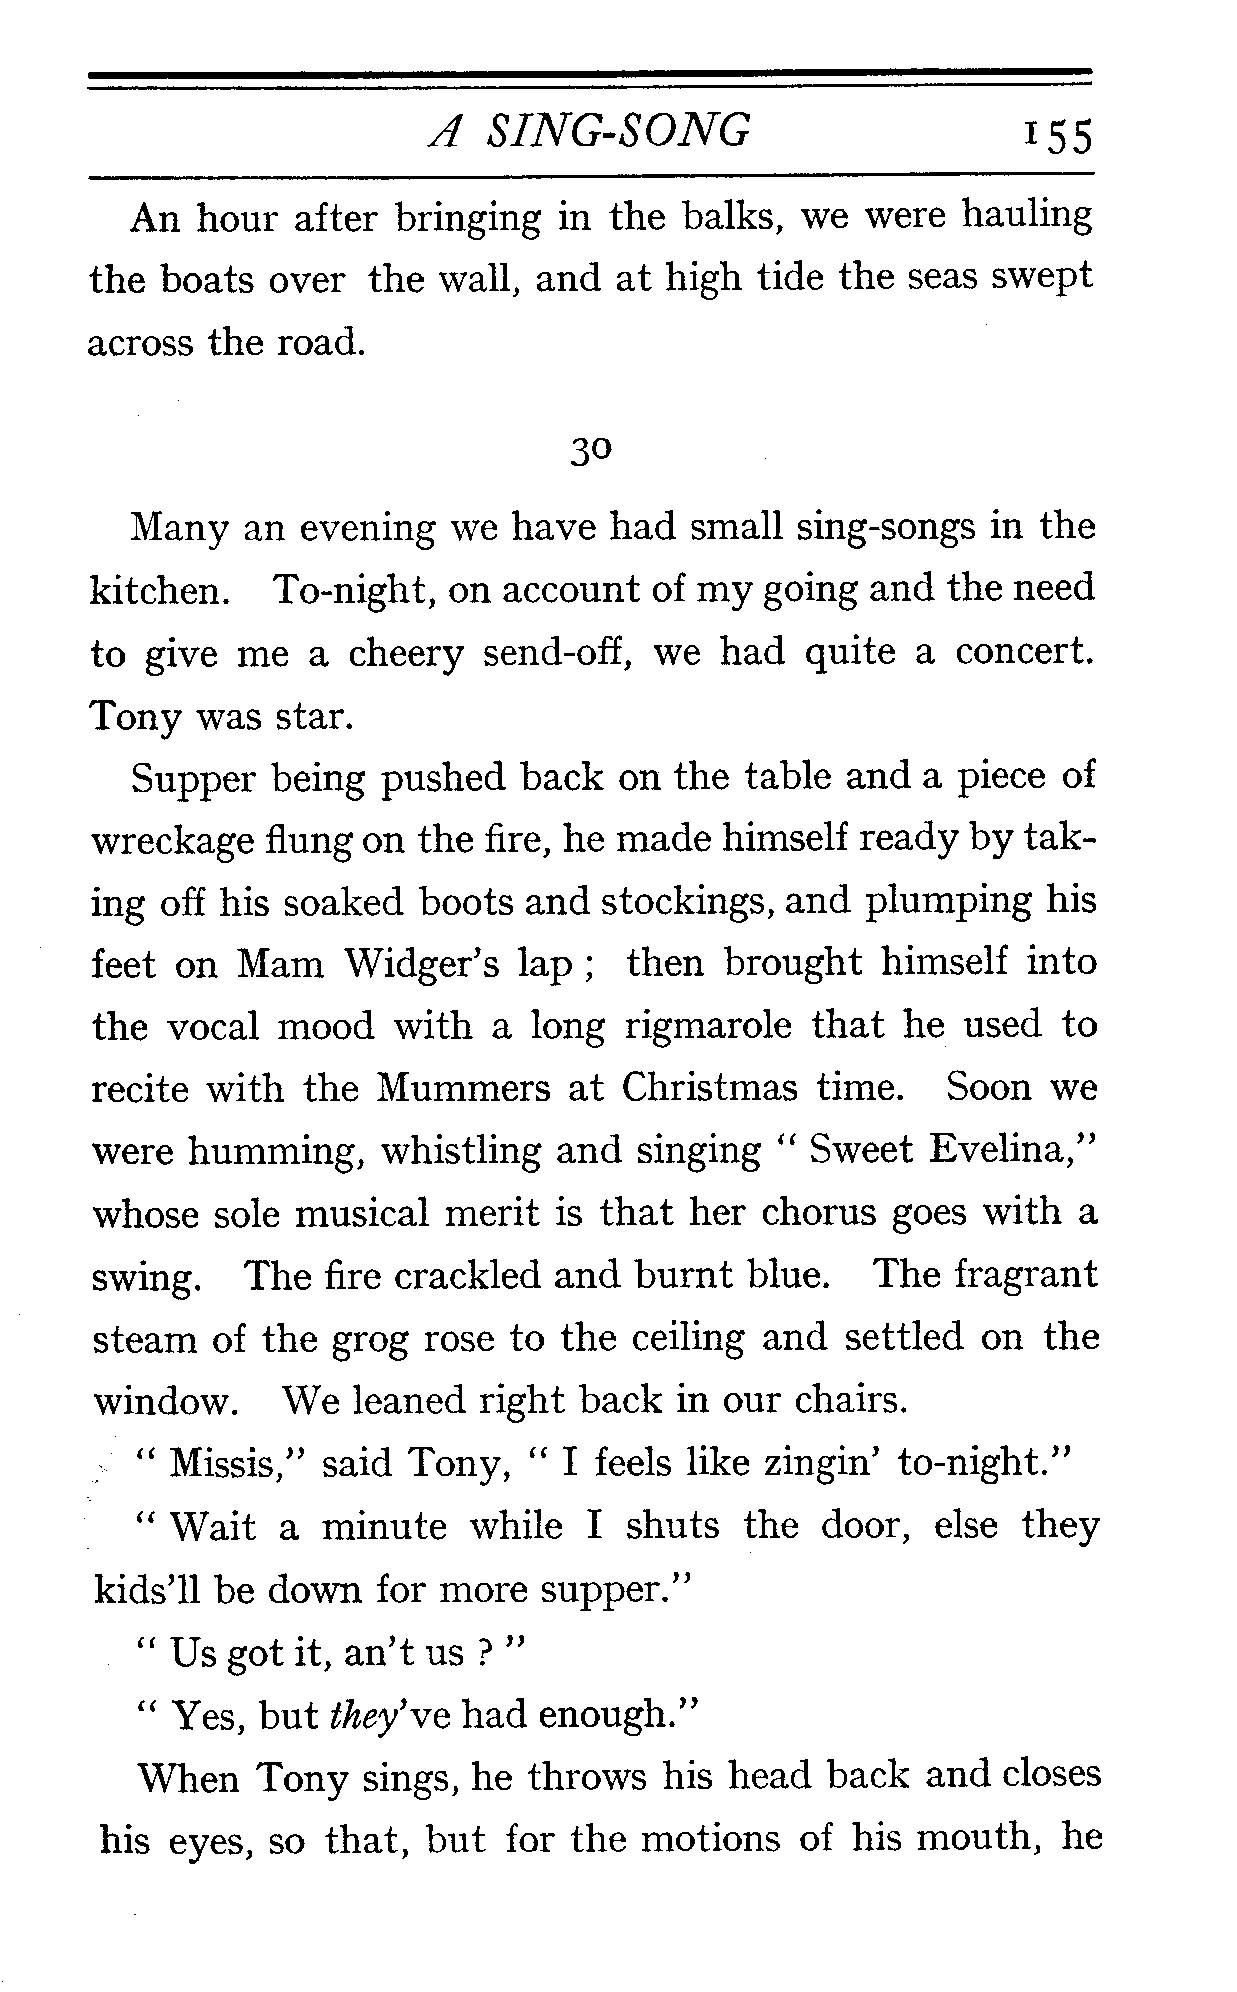 A SING-SONG 155
An hour after bringing in the balks, we were hauling
the boats over the wall, and at high tide the seas swept
across the road.
30
Many an evening we have had small sing-songs in the
kitchen. To-night, on account of my going and the need
to give me a cheery send-off, we had quite a concert.
Tony was star.
Supper being pushed back on the table and a piece of
wreckage flung on the fire, he made himself ready by tak-
ing off his soaked boots and stockings, and plumping his
feet on Mam Widger's lap ; then brought himself into
the vocal mood with a long rigmarole that he used to
recite with the Mummers at Christmas time. Soon we
were humming, whistling and singing " Sweet Evelina,"
whose sole musical merit is that her chorus goes with a
swing. The fire crackled and burnt blue. The fragrant
steam of the grog rose to the ceiling and settled on the
window. We leaned right back in our chairs.
" Missis," said Tony, " I feels like zingin' to-night."
" Wait a minute while I shuts the door, else they
kids'll be down for more supper."
" Us got it, an't us ? "
" Yes, but they've had enough."
When Tony sings, he throws his head back and closes
his eyes, so that, but for the motions of his mouth, he